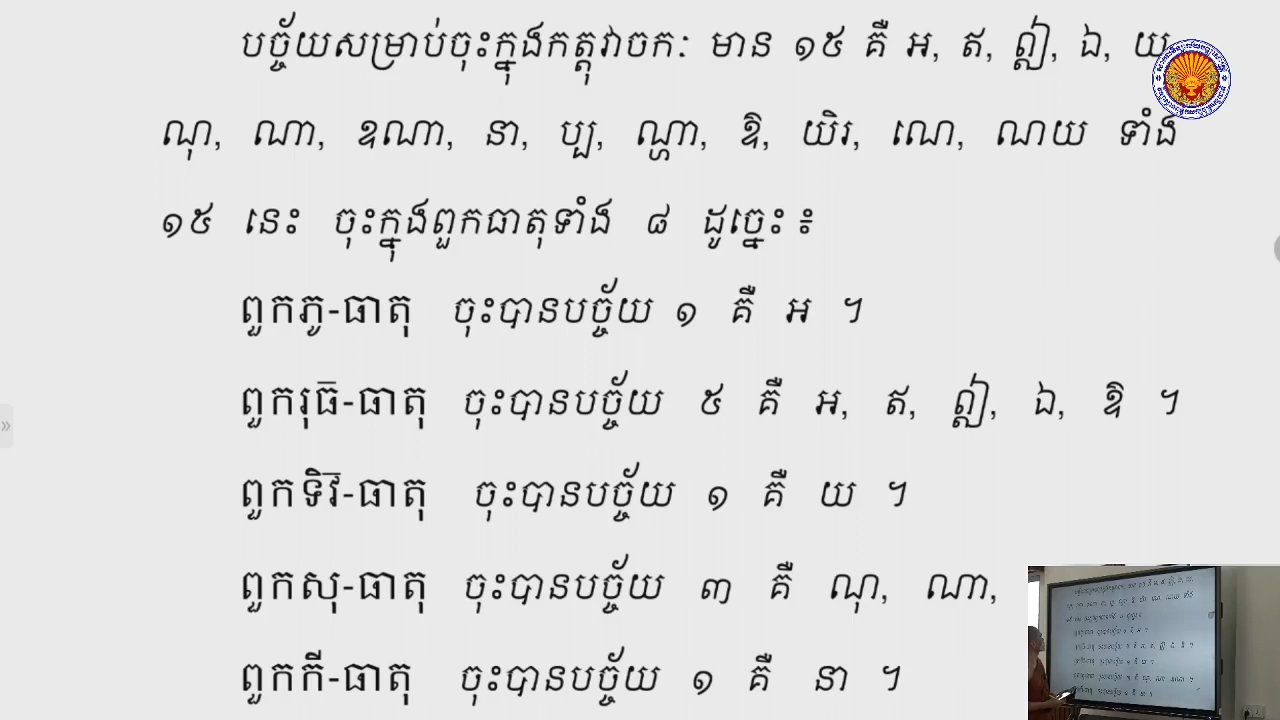 បច្ច័យសម្រាប់ចុះក្នុងកត្តុវាចកៈ មាន ១៥ គឺ អ, ឥ, ឦ, ឯ, យ
ណុ, ណា, ឧណា, នា, ប្ប, ណ្ហា, ឱ, យិរ, ណេ, ណយ ទាំង
១៥ នេះ ចុះក្នុងពួកធាតុទាំង ៨ ដូច្នេះ ៖
ពួកភូ-ធាតុ ចុះបានបច្ច័យ ១ គឺ អ ។
ពួករុធ៑-ធាតុ ចុះបានបច្ច័យ ៥ គឺ អ, ឥ, ឦ, ឯ, ឱ ។
ពួកទិវ៑-ធាតុ ចុះបានបច្ច័យ ១ គឺ យ ។
ពួកសុ-ធាតុ ចុះបានបច្ច័យ ៣ គឺ ណុ, ណា,
ពួកកី-ធាតុ ចុះបានបច្ច័យ ១ គឺ នា ។